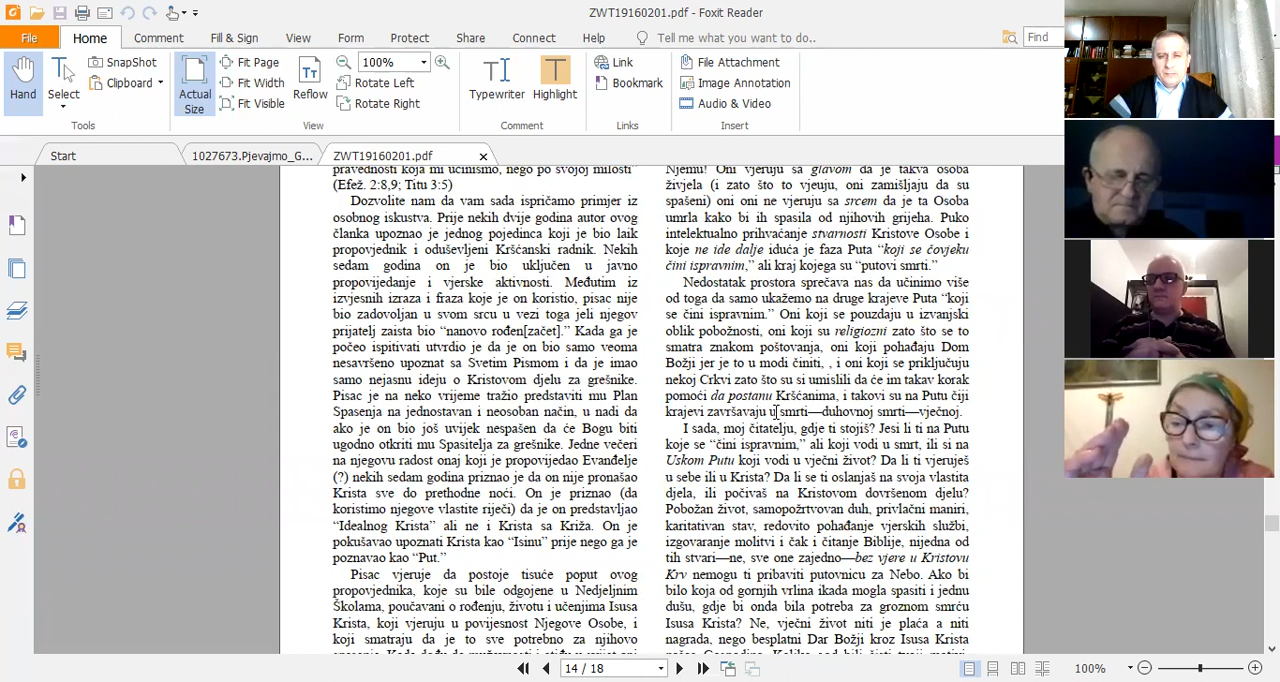 ZWT19160201.pdf - Foxit Reader
File
Home
Comment
Fill & Sign
View
Form
Protect
Share
Connect
Help
Tell me what you want to do..
Find
Hand
Select
SnapShot
Clipboard
Actual
Size
Fit Page
Fit Width
Fit Visible
Reflow
100%
Rotate Left
Rotate Right
Typewriter
Highlight
Link
Bookmark
File Attachment
Image Annotation
Audio & Video
Tools
View
Comment
Links
Insert
Start
1027673.Pjevajmo_G...
ZWT19160201.pdf
pravednosti koja mi učinismo, nego po svojoj milosti”
(Efež. 2:8,9; Titu 3:5)
Dozvolite nam da vam sada ispričamo primjer iz
osobnog iskustva. Prije nekih dvije godina autor ovog
članka upoznao je jednog pojedinca koji je bio laik
propovjednik i oduševljeni Kršćanski radnik. Nekih
sedam godina on je bio uključen u javno
propovijedanje i vjerske aktivnosti. Međutim iz
izvjesnih izraza i fraza koje je on koristio, pisac nije
bio zadovoljan u svom srcu u vezi toga jeli njegov
prijatelj zaista bio “nanovo rođen[začet].” Kada ga je
počeo ispitivati utvrdio je da je on bio samo veoma
nesavršeno upoznat sa Svetim Pismom i da je imao
samo nejasnu ideju o Kristovom djelu za grešnike.
Pisac je na neko vrijeme tražio predstaviti mu Plan
Spasenja na jednostavan i neosoban način, u nadi da
ako je on bio još uvijek nespašen da će Bogu biti
ugodno otkriti mu Spasitelja za grešnike. Jedne večeri
na njegovu radost onaj koji je propovijedao Evanđelje
(?) nekih sedam godina priznao je da on nije pronašao
Krista sve do prethodne noći. On je priznao (da
koristimo njegove vlastite riječi) da je on predstavljao
“Idealnog Krista” ali ne i Krista sa Križa. On je
pokušavao upoznati Krista kao “Isinu” prije nego ga je
poznavao kao “Put.”
Pisac vjeruje da postoje tisuće poput ovog
propovjednika, koje su bile odgojene u Nedjeljnim
Školama, poučavani o rođenju, životu i učenjima Isusa
Krista, koji vjeruju u povijesnost Njegove Osobe, i
koji smatraju da je to sve potrebno za njihovo
Njemu! Oni vjeruju sa glavom da je takva osoba
živjela (i zato što to vjeuju, oni zamišljaju da su
spašeni) oni oni ne vjeruju sa srcem da je ta Osoba
umrla kako bi ih spasila od njihovih grijeha. Puko
intelektualno prihvaćanje stvarnosti Kristove Osobe i
koje ne ide dalje iduća je faza Puta “koji se čovjeku
čini ispravnim,” ali kraj kojega su “putovi smrti.”
Nedostatak prostora sprečava nas da učinimo više
od toga da samo ukažemo na druge krajeve Puta “koji
se čini ispravnim.” Oni koji se pouzdaju u izvanjski
oblik pobožnosti, oni koji su religiozni zato što se to
smatra znakom poštovanja, oni koji pohađaju Dom
Božji jer je to u modi činiti, , i oni koji se priključuju
nekoj Crkvi zato što su si umislili da će im takav korak
pomoći da postanu Kršćanima, i takovi su na Putu čiji
krajevi završavaju u smrti—duhovnoj smrti—vječnoj.
I sada, moj čitatelju, gdje ti stojiš? Jesi li ti na Putu
koje se “čini ispravnim,” ali koji vodi u smrt, ili si na
Uskom Putu koji vodi u vječni život? Da li ti vjeruješ
u sebe ili u Krista? Da li se ti oslanjaš na svoja vlastita
djela, ili počivaš na Kristovom dovršenom djelu?
Pobožan život, samopožrtvovan duh, privlačni maniri,
karitativan stav, redovito pohađanje vjerskih službi,
izgovaranje molitvi i čak i čitanje Biblije, nijedna od
tih stvari—ne, sve one zajedno—bez vjere u Kristovu
Krv nemogu ti pribaviti putovnicu za Nebo. Ako bi
bilo koja od gornjih vrlina ikada mogla spasiti i jednu
dušu, gdje bi onda bila potreba za groznom smrću
Isusa Krista? Ne, vječni život niti je plaća a niti
nagrada, nego besplatni Dar Božji kroz Isusa Krista
14 / 18
100%